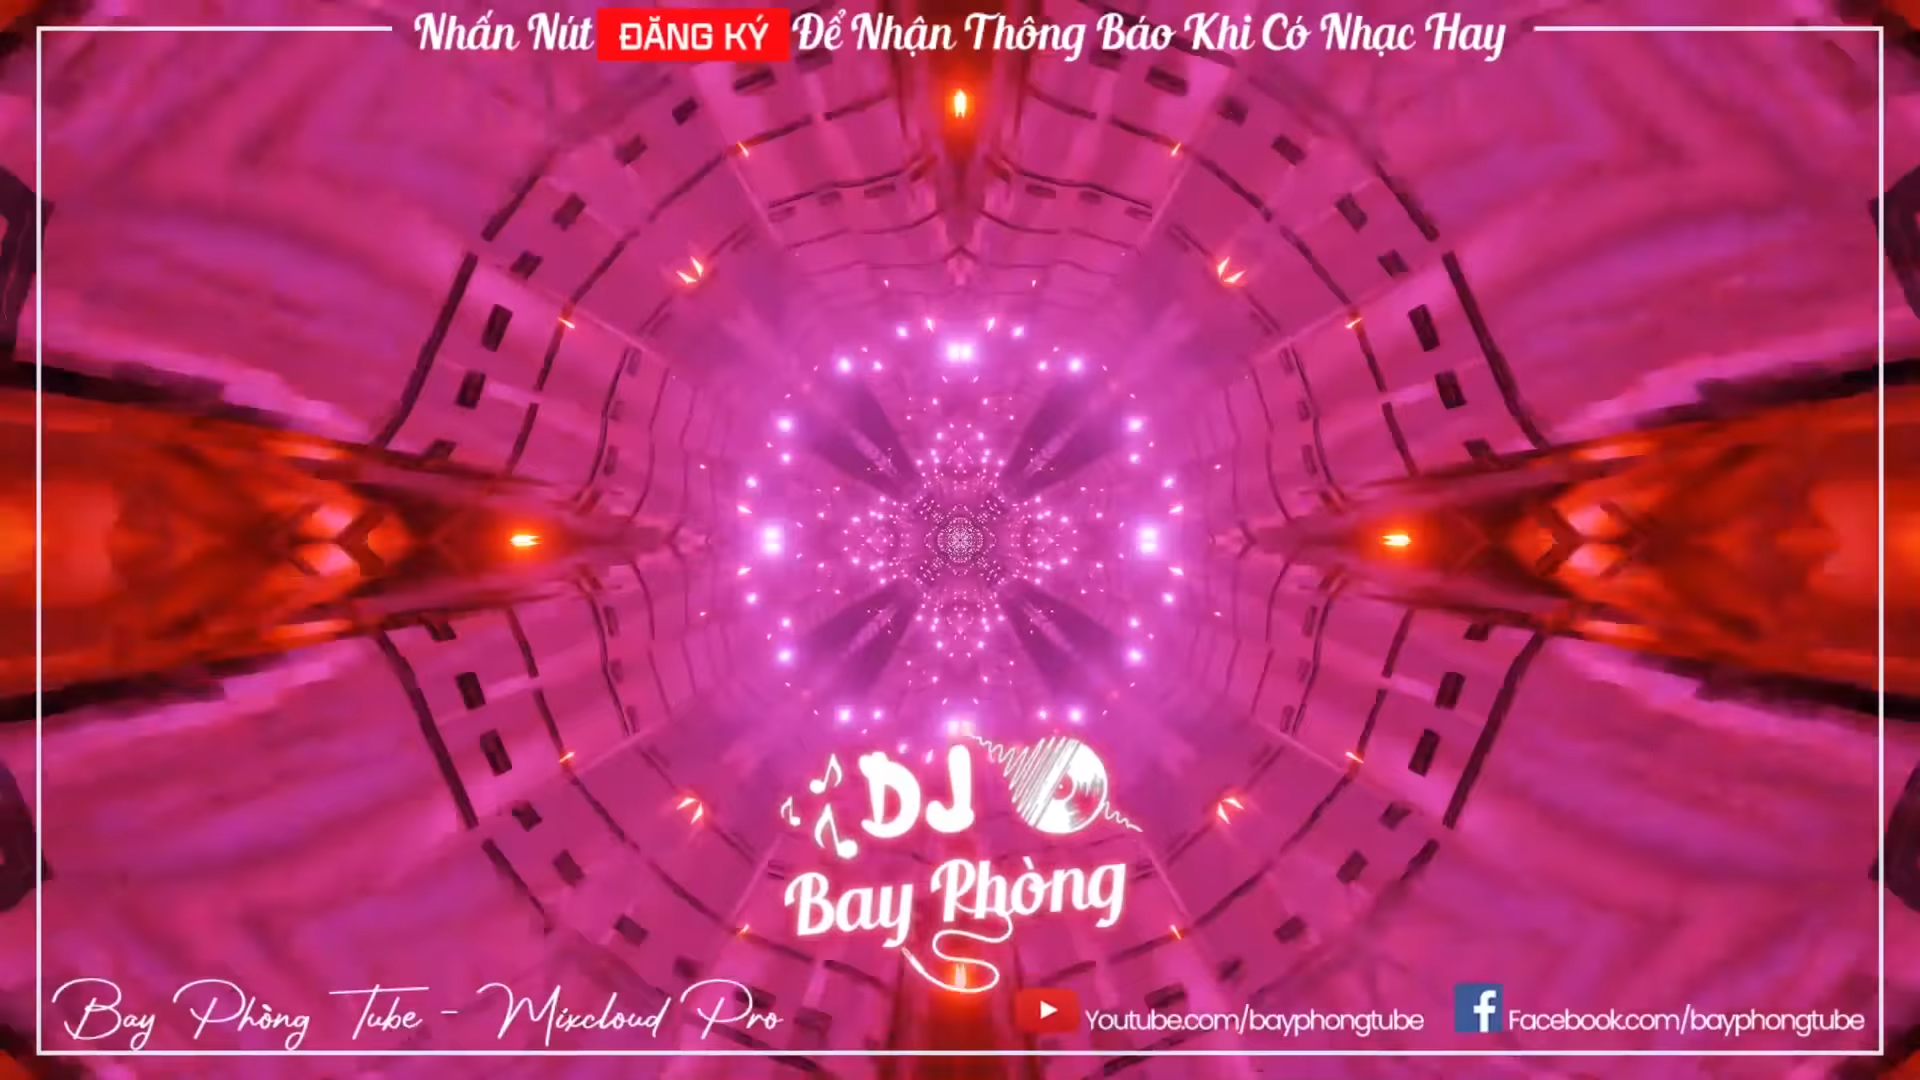 Nhấn Nút ĐĂNG KÝ Để Nhận Thông Báo Khi Có Nhạc Hay
DJ
Bay Phòng
Bay Phòng Tube - Mixcloud Pro
Youtube.com/bayphongtube
Facebook.com/bayphongtube